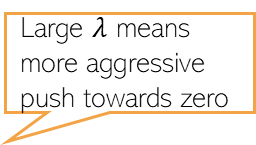 Large λ means
more aggressive
push towards zero